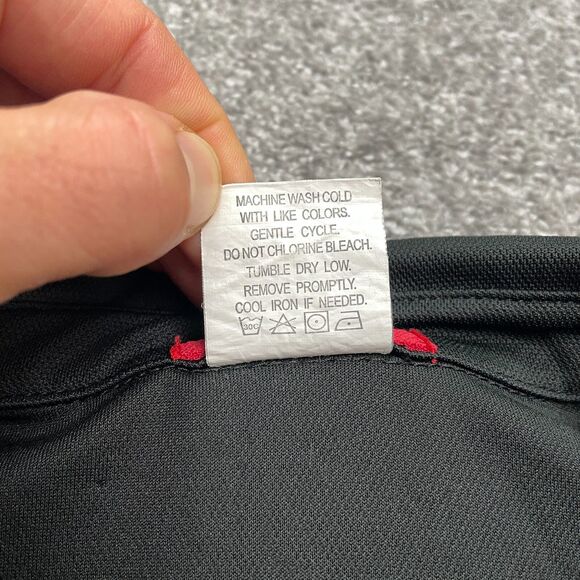 MACHINE WASH COLD
WITH LIKE COLORS.
GENTLE CYCLE.
DO NOT CHLORINE BLEACH.
TUMBLE DRY LOW.
REMOVE PROMPTLY.
COOL IRON IF NEEDED.
30C